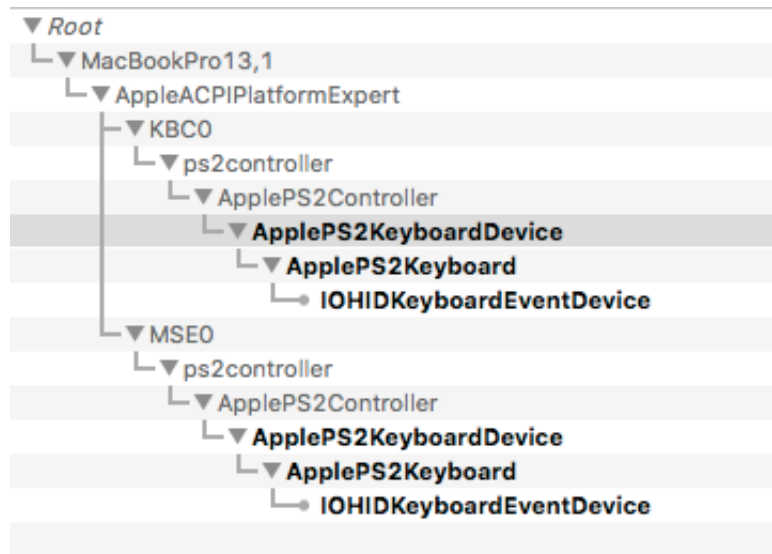 Root
MacBookPro13,1
AppleACPIPlatformExpert
KBC0
ps2controller
ApplePS2Controller
ApplePS2KeyboardDevice
ApplePS2Keyboard
IOHIDKeyboardEventDevice
MSE0
ps2controller
ApplePS2Controller
ApplePS2KeyboardDevice
ApplePS2Keyboard
IOHIDKeyboardEventDevice